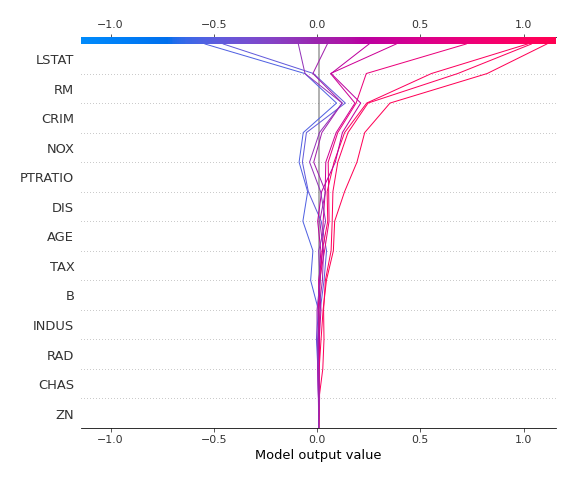 −1.0 −0.5 0.0 0.5 1.0
LSTAT
RM
CRIM
NOX
PTRATIO
DIS
AGE
TAX
B
INDUS
RAD
CHAS
ZN
−1.0 −0.5 0.0 0.5 1.0
Model output value